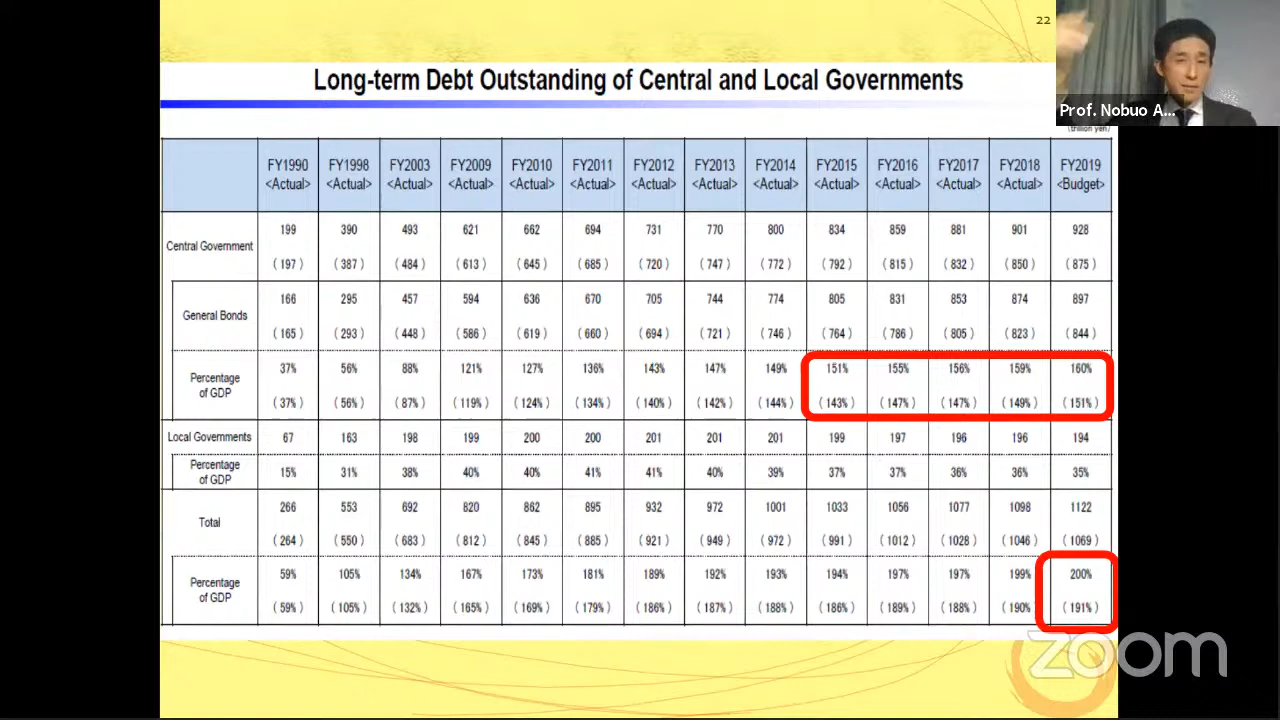 22
Prof. Nobuo A...
Long-term Debt Outstanding of Central and Local Governments
(trillion yen)
FY1990 FY1998 FY2003 FY2009 FY2010 FY2011 FY2012 FY2013 FY2014 FY2015 FY2016 FY2017 FY2018 FY2019
<Actual> <Actual> <Actual> <Actual> <Actual> <Actual> <Actual> <Actual> <Actual> <Actual> <Actual> <Actual> <Actual> <Budget>
Central Government 199 390 493 621 662 694 731 770 800 834 859 881 901 928
(197) (387) (484) (613) (645) (685) (720) (747) (772) (792) (815) (832) (850) (875)
General Bonds 166 295 457 594 636 670 705 744 774 805 831 853 874 897
(165) (293) (448) (586) (619) (660) (694) (721) (746) (764) (786) (805) (823) (844)
Percentage of GDP 37% 56% 88% 121% 127% 136% 143% 147% 149% 151% 155% 156% 159% 160%
(37%) (56%) (87%) (119%) (124%) (134%) (140%) (142%) (144%) (143%) (147%) (147%) (149%) (151%)
Local Governments 67 163 198 199 200 200 201 201 201 199 197 196 196 194
Percentage of GDP 15% 31% 38% 40% 40% 41% 41% 40% 39% 37% 37% 36% 36% 35%
Total 266 553 692 820 862 895 932 972 1001 1033 1056 1077 1098 1122
(264) (550) (683) (812) (845) (885) (921) (949) (972) (991) (1012) (1028) (1046) (1069)
Percentage of GDP 59% 105% 134% 167% 173% 181% 189% 192% 193% 194% 197% 197% 199% 200%
(59%) (105%) (132%) (165%) (169%) (179%) (186%) (187%) (188%) (186%) (189%) (188%) (190%) (191%)
zoom